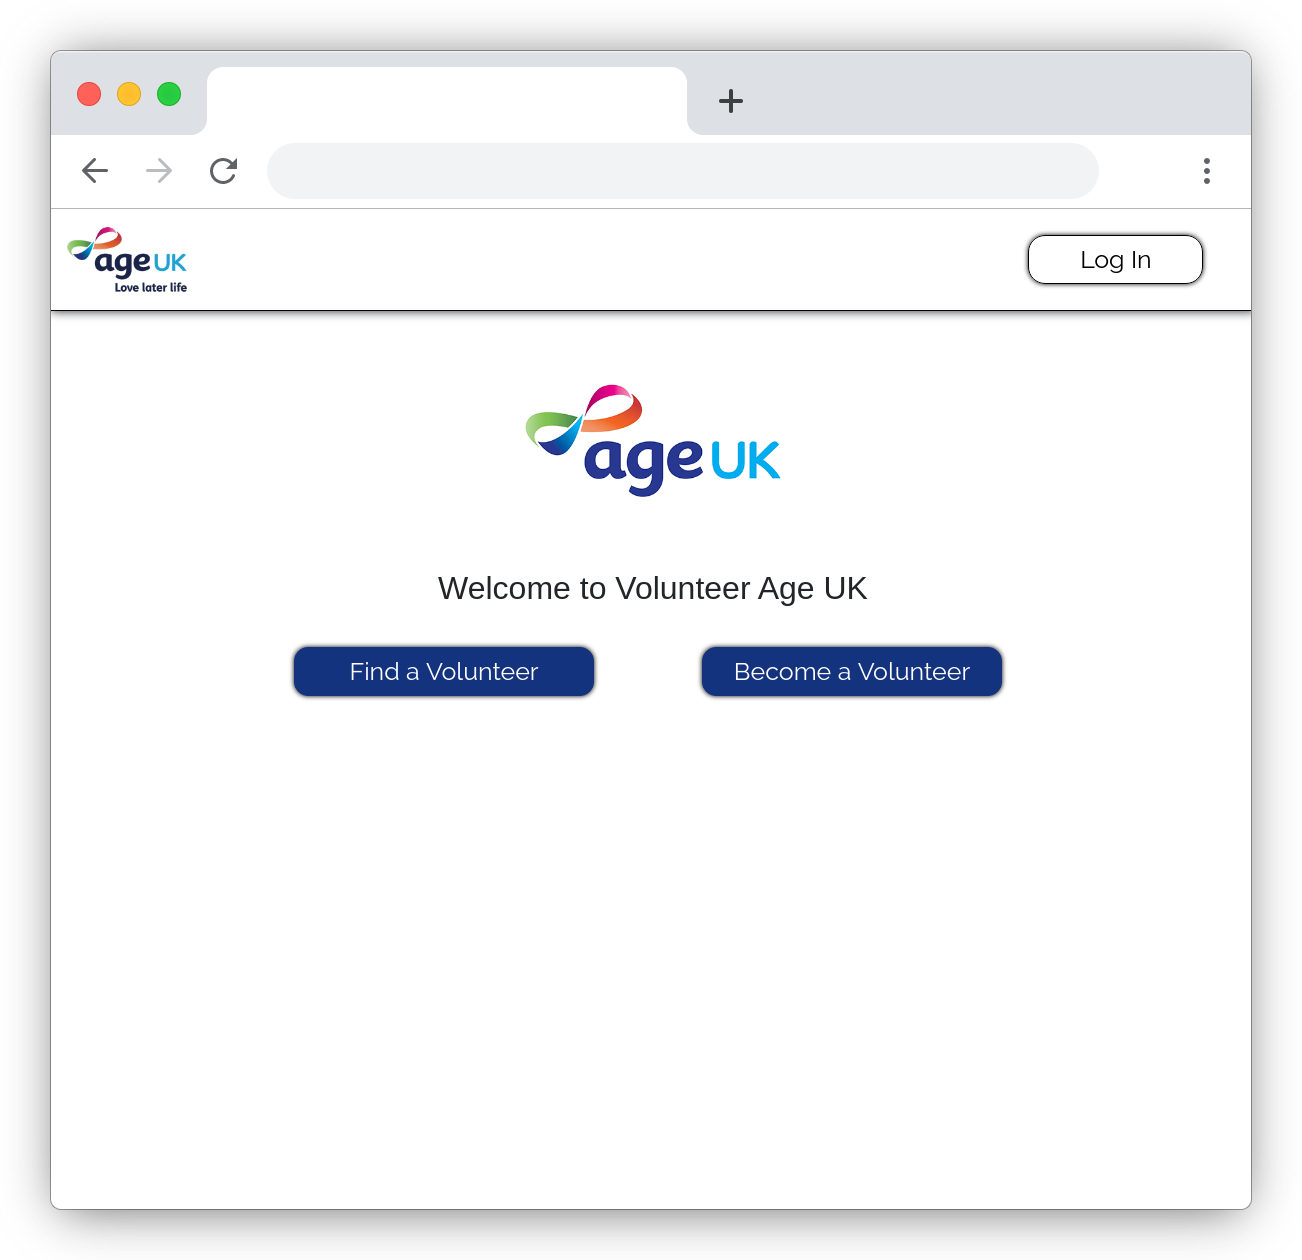 age UK
Love later life
Log In
age UK
Welcome to Volunteer Age UK
Find a Volunteer
Become a Volunteer